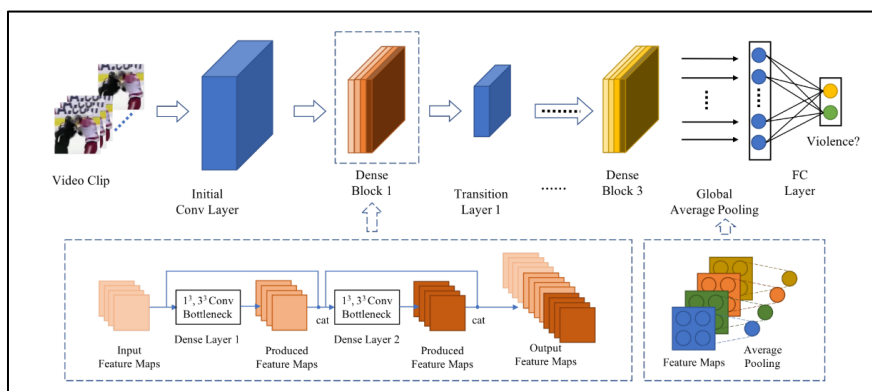 Video Clip
Initial
Conv Layer
Dense
Block 1
Transition
Layer 1
......
Dense
Block 3
Global
Average Pooling
FC
Layer
Violence?
1³, 3³ Conv
Bottleneck
1³, 3³ Conv
Bottleneck
cat
cat
Input
Feature Maps
Dense Layer 1
Produced
Feature Maps
Dense Layer 2
Produced
Feature Maps
Output
Feature Maps
Feature Maps
Average
Pooling